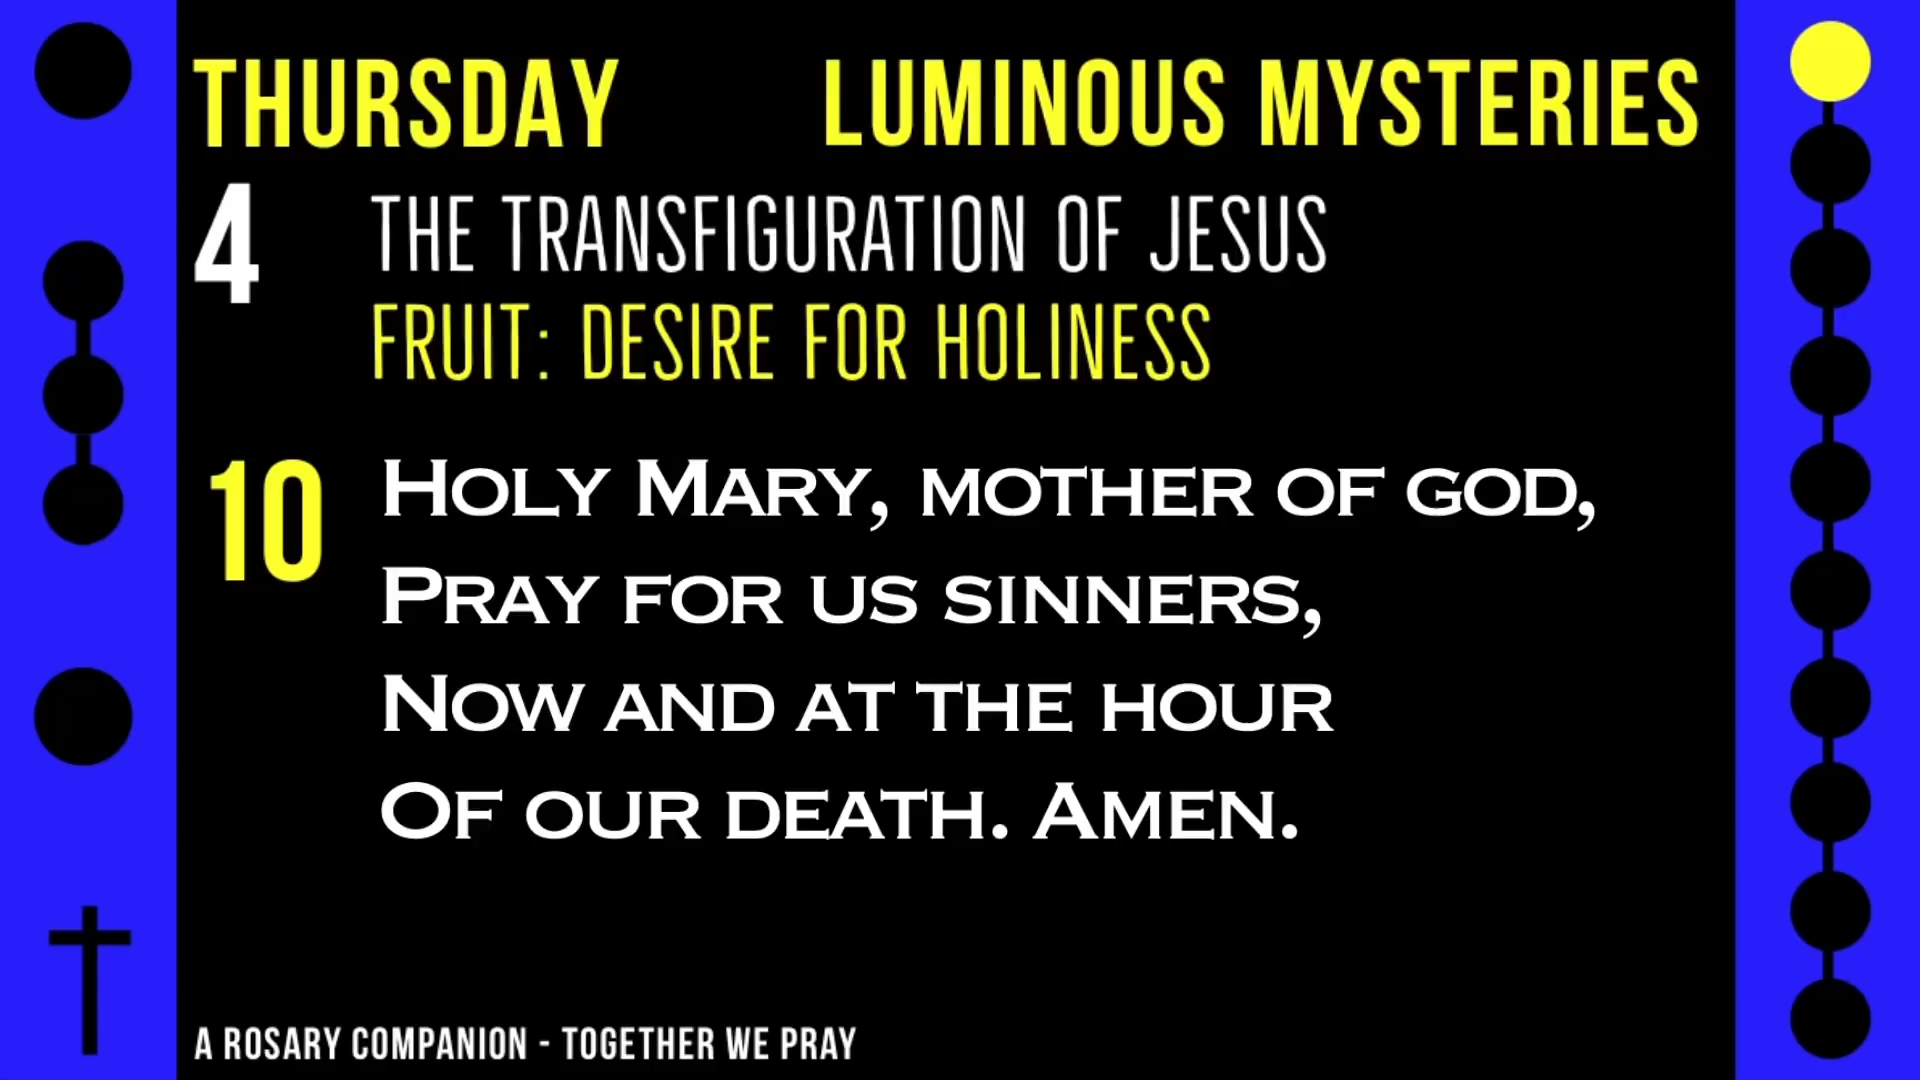 THURSDAY LUMINOUS MYSTERIES
4 THE TRANSFIGURATION OF JESUS
FRUIT: DESIRE FOR HOLINESS
10 HOLY MARY, MOTHER OF GOD,
PRAY FOR US SINNERS,
NOW AND AT THE HOUR
OF OUR DEATH. AMEN.
A ROSARY COMPANION - TOGETHER WE PRAY